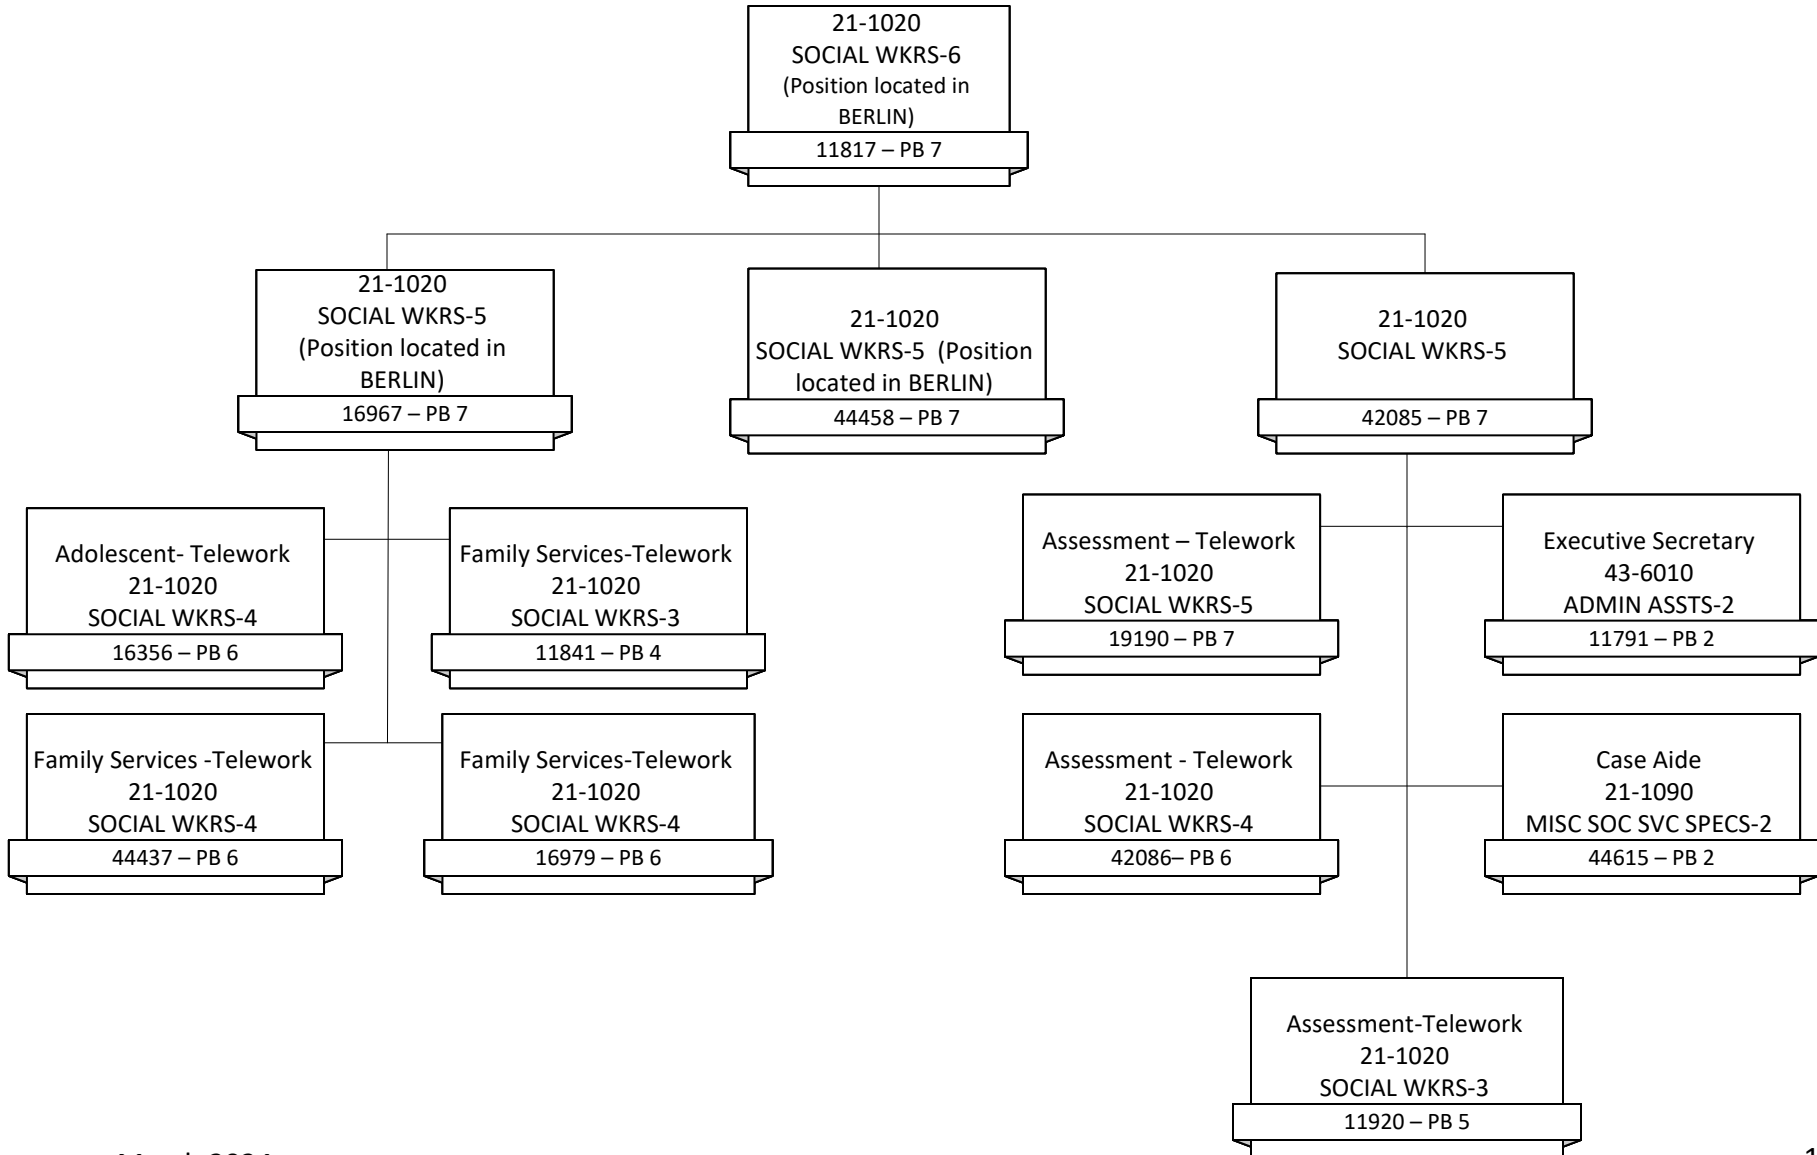 21-1020
SOCIAL WKRS-6
(Position located in
BERLIN)
11817 – PB 7
21-1020
SOCIAL WKRS-5
(Position located in
BERLIN)
16967 – PB 7
21-1020
SOCIAL WKRS-5 (Position
located in BERLIN)
44458 – PB 7
21-1020
SOCIAL WKRS-5
42085 – PB 7
Adolescent- Telework
21-1020
SOCIAL WKRS-4
16356 – PB 6
Family Services-Telework
21-1020
SOCIAL WKRS-3
11841 – PB 4
Assessment – Telework
21-1020
SOCIAL WKRS-5
19190 – PB 7
Executive Secretary
43-6010
ADMIN ASSTS-2
11791 – PB 2
Family Services -Telework
21-1020
SOCIAL WKRS-4
44437 – PB 6
Family Services-Telework
21-1020
SOCIAL WKRS-4
16979 – PB 6
Assessment - Telework
21-1020
SOCIAL WKRS-4
42086– PB 6
Case Aide
21-1090
MISC SOC SVC SPECS-2
44615 – PB 2
Assessment-Telework
21-1020
SOCIAL WKRS-3
11920 – PB 5